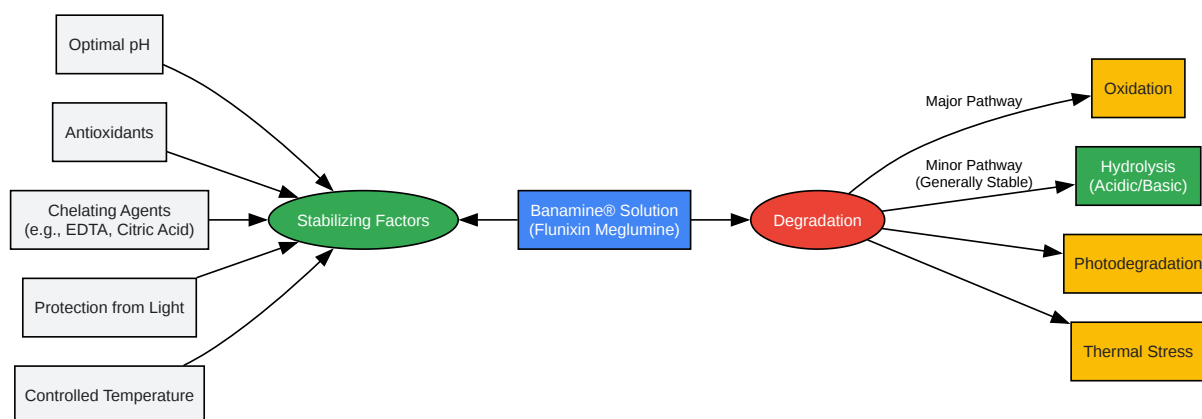 Optimal pH
Antioxidants
Chelating Agents
(e.g., EDTA, Citric Acid)
Protection from Light
Controlled Temperature
Stabilizing Factors
Banamine® Solution
(Flunixin Meglumine)
Degradation
Major Pathway
Minor Pathway
(Generally Stable)
Oxidation
Hydrolysis
(Acidic/Basic)
Photodegradation
Thermal Stress